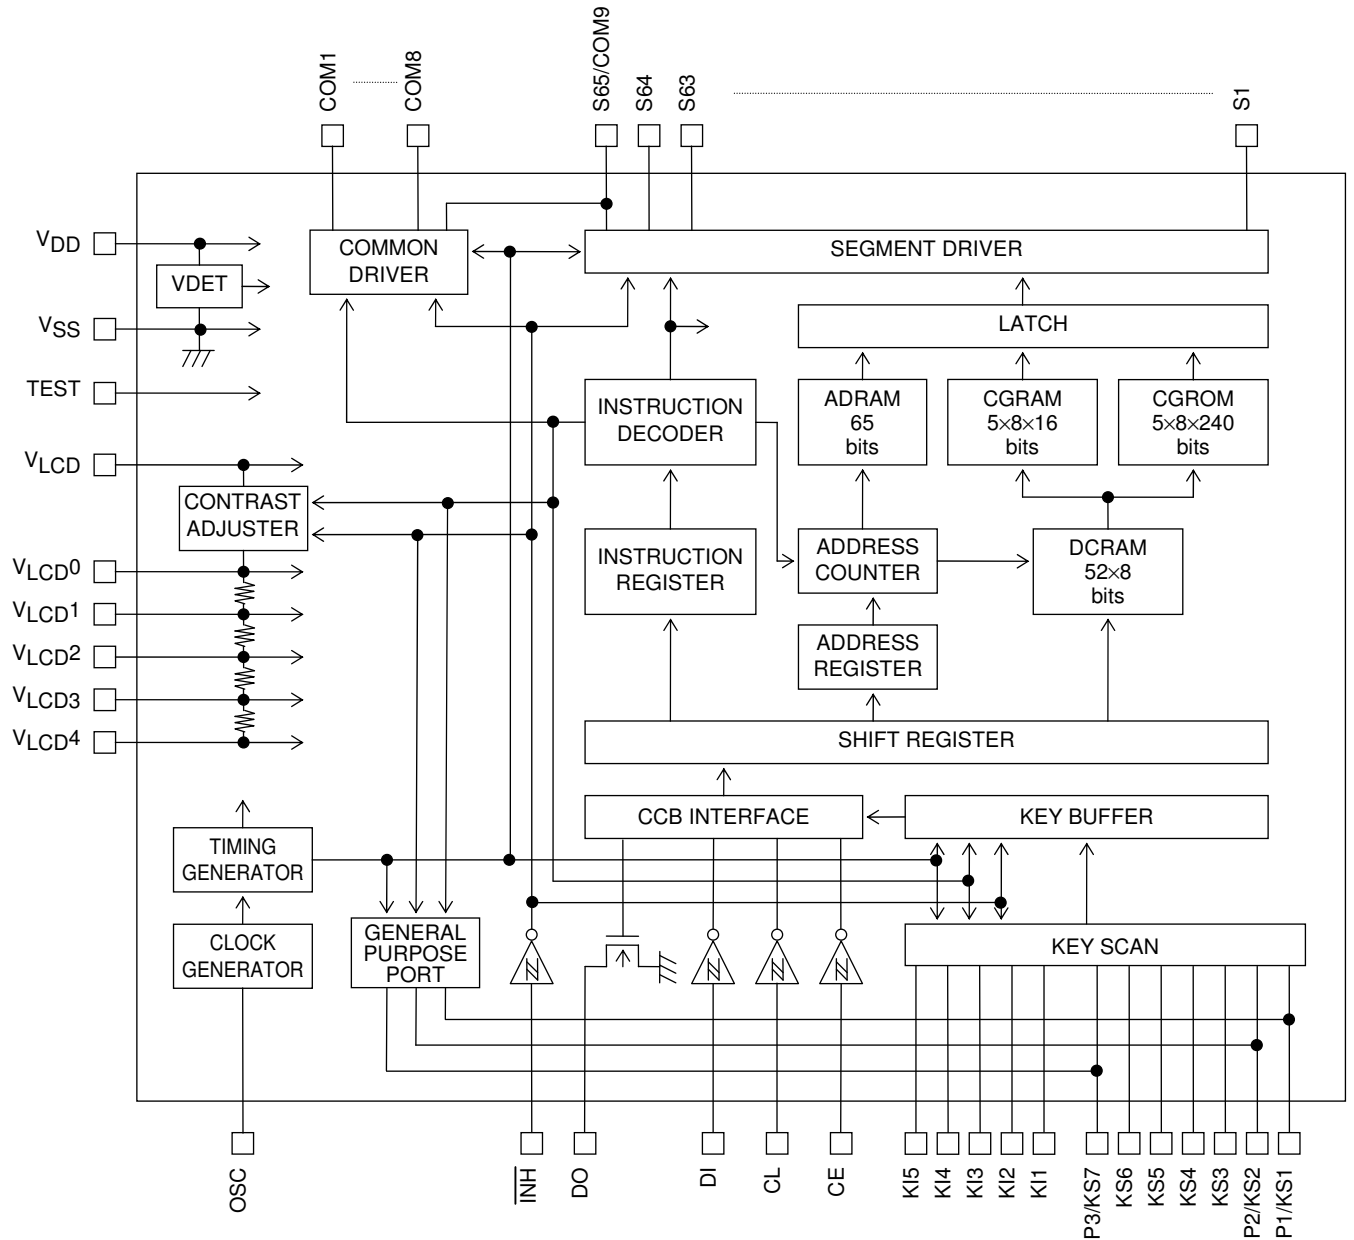 COM1
COM8
S65/COM9
S64
S63
S1
VDD
VDET
VSS
TEST
VLCD
CONTRAST
ADJUSTER
VLCD0
VLCD1
VLCD2
VLCD3
VLCD4
COMMON
DRIVER
SEGMENT DRIVER
LATCH
INSTRUCTION
DECODER
ADRAM
65
bits
CGRAM
5×8×16
bits
CGROM
5×8×240
bits
INSTRUCTION
REGISTER
ADDRESS
COUNTER
DCRAM
52×8
bits
ADDRESS
REGISTER
SHIFT REGISTER
CCB INTERFACE
KEY BUFFER
TIMING
GENERATOR
CLOCK
GENERATOR
GENERAL
PURPOSE
PORT
KEY SCAN
OSC
INH
DO
DI
CL
CE
KI5
KI4
KI3
KI2
KI1
P3/KS7
KS6
KS5
KS4
KS3
P2/KS2
P1/KS1